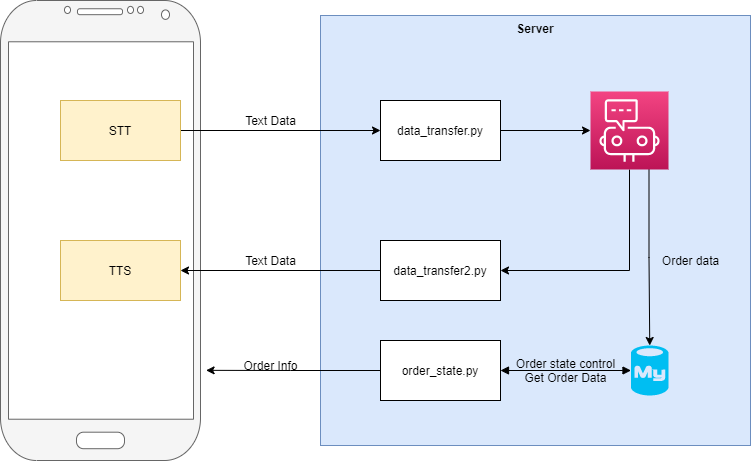 Server
STT
Text Data
data_transfer.py
TTS
Text Data
data_transfer2.py
Order data
Order Info
order_state.py
Order state control
Get Order Data
My